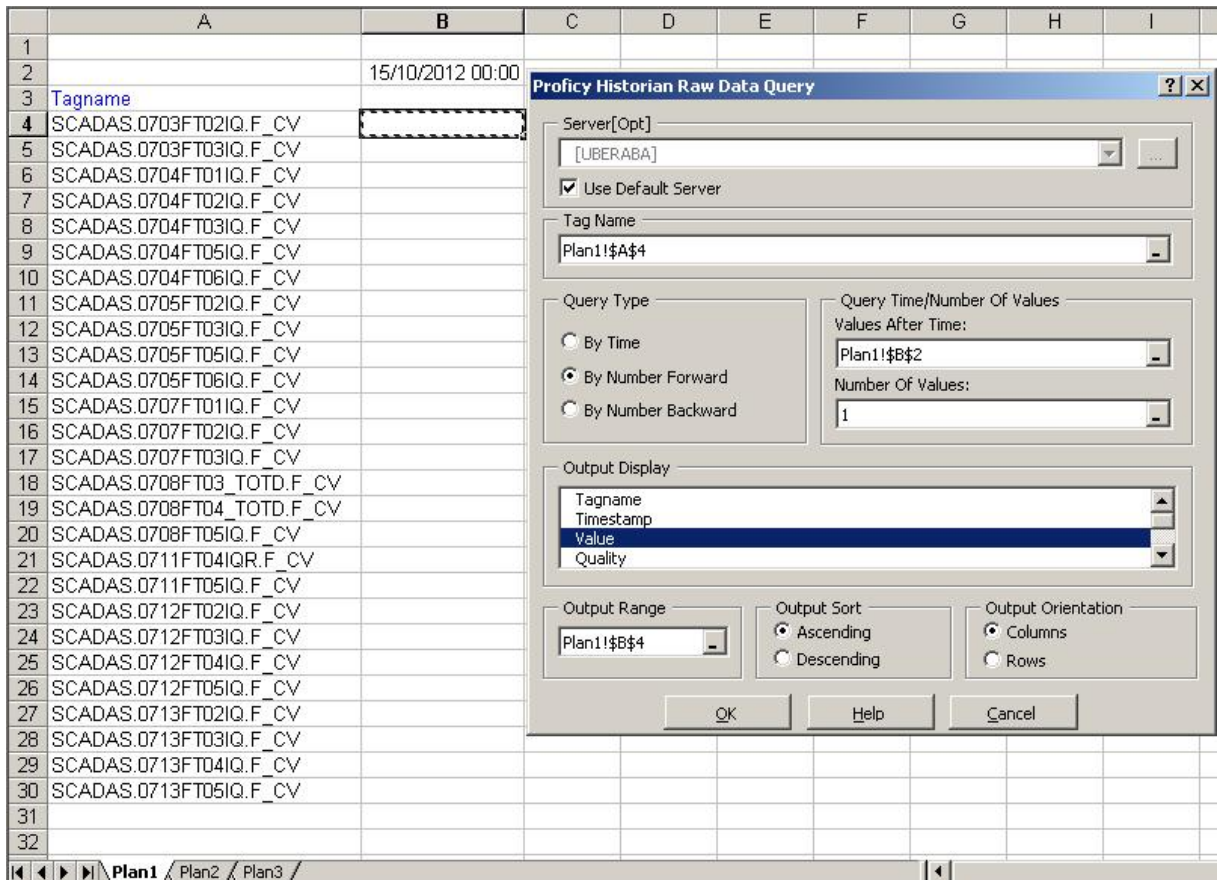 A B C D E F G H I
1
2 15/10/2012 00:00
3 Tagname
4 SCADAS.0703FT02IQ.F_CV
5 SCADAS.0703FT03IQ.F_CV
6 SCADAS.0704FT01IQ.F_CV
7 SCADAS.0704FT02IQ.F_CV
8 SCADAS.0704FT03IQ.F_CV
9 SCADAS.0704FT05IQ.F_CV
10 SCADAS.0704FT06IQ.F_CV
11 SCADAS.0705FT02IQ.F_CV
12 SCADAS.0705FT03IQ.F_CV
13 SCADAS.0705FT05IQ.F_CV
14 SCADAS.0705FT06IQ.F_CV
15 SCADAS.0707FT01IQ.F_CV
16 SCADAS.0707FT02IQ.F_CV
17 SCADAS.0707FT03IQ.F_CV
18 SCADAS.0708FT03_TOTD.F_CV
19 SCADAS.0708FT04_TOTD.F_CV
20 SCADAS.0708FT05IQ.F_CV
21 SCADAS.0711FT04IQR.F_CV
22 SCADAS.0711FT05IQ.F_CV
23 SCADAS.0712FT02IQ.F_CV
24 SCADAS.0712FT03IQ.F_CV
25 SCADAS.0712FT04IQ.F_CV
26 SCADAS.0712FT05IQ.F_CV
27 SCADAS.0713FT02IQ.F_CV
28 SCADAS.0713FT03IQ.F_CV
29 SCADAS.0713FT04IQ.F_CV
30 SCADAS.0713FT05IQ.F_CV
31
32
Plan1 / Plan2 / Plan3 /
Proficy Historian Raw Data Query ? X
Server[Opt]
[UBERABA] ...
Use Default Server
Tag Name
Plan1!$A$4
Query Type
By Time
By Number Forward
By Number Backward
Query Time/Number Of Values
Values After Time:
Plan1!$B$2
Number Of Values:
1
Output Display
Tagname
Timestamp
Value
Quality
Output Range
Plan1!$B$4
Output Sort
Ascending
Descending
Output Orientation
Columns
Rows
OK Help Cancel